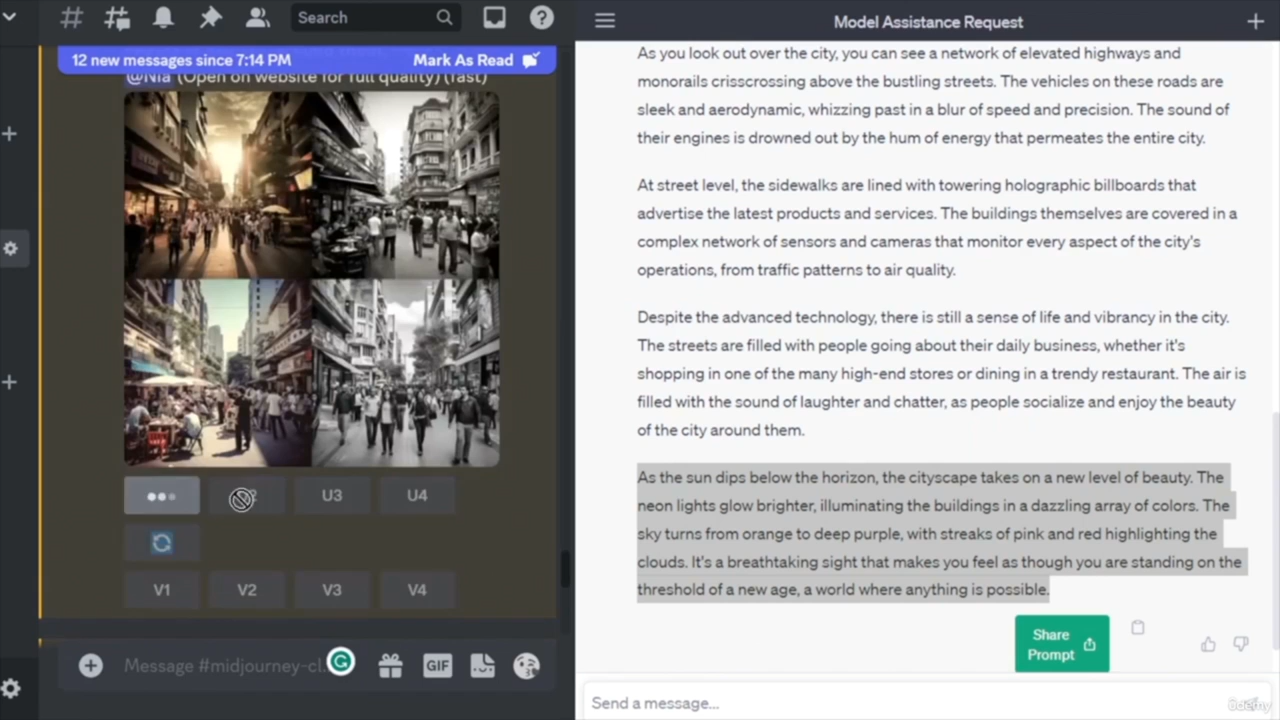 Search
12 new messages since 7:14 PM
Mark As Read
@Nia (Open on website for full quality) (fast)
U3
U4
V1
V2
V3
V4
Message #midjourney-cl...
GIF
Model Assistance Request
As you look out over the city, you can see a network of elevated highways and
monorails crisscrossing above the bustling streets. The vehicles on these roads are
sleek and aerodynamic, whizzing past in a blur of speed and precision. The sound of
their engines is drowned out by the hum of energy that permeates the entire city.
At street level, the sidewalks are lined with towering holographic billboards that
advertise the latest products and services. The buildings themselves are covered in a
complex network of sensors and cameras that monitor every aspect of the city's
operations, from traffic patterns to air quality.
Despite the advanced technology, there is still a sense of life and vibrancy in the city.
The streets are filled with people going about their daily business, whether it's
shopping in one of the many high-end stores or dining in a trendy restaurant. The air is
filled with the sound of laughter and chatter, as people socialize and enjoy the beauty
of the city around them.
As the sun dips below the horizon, the cityscape takes on a new level of beauty. The
neon lights glow brighter, illuminating the buildings in a dazzling array of colors. The
sky turns from orange to deep purple, with streaks of pink and red highlighting the
clouds. It's a breathtaking sight that makes you feel as though you are standing on the
threshold of a new age, a world where anything is possible.
Share
Prompt
Send a message...